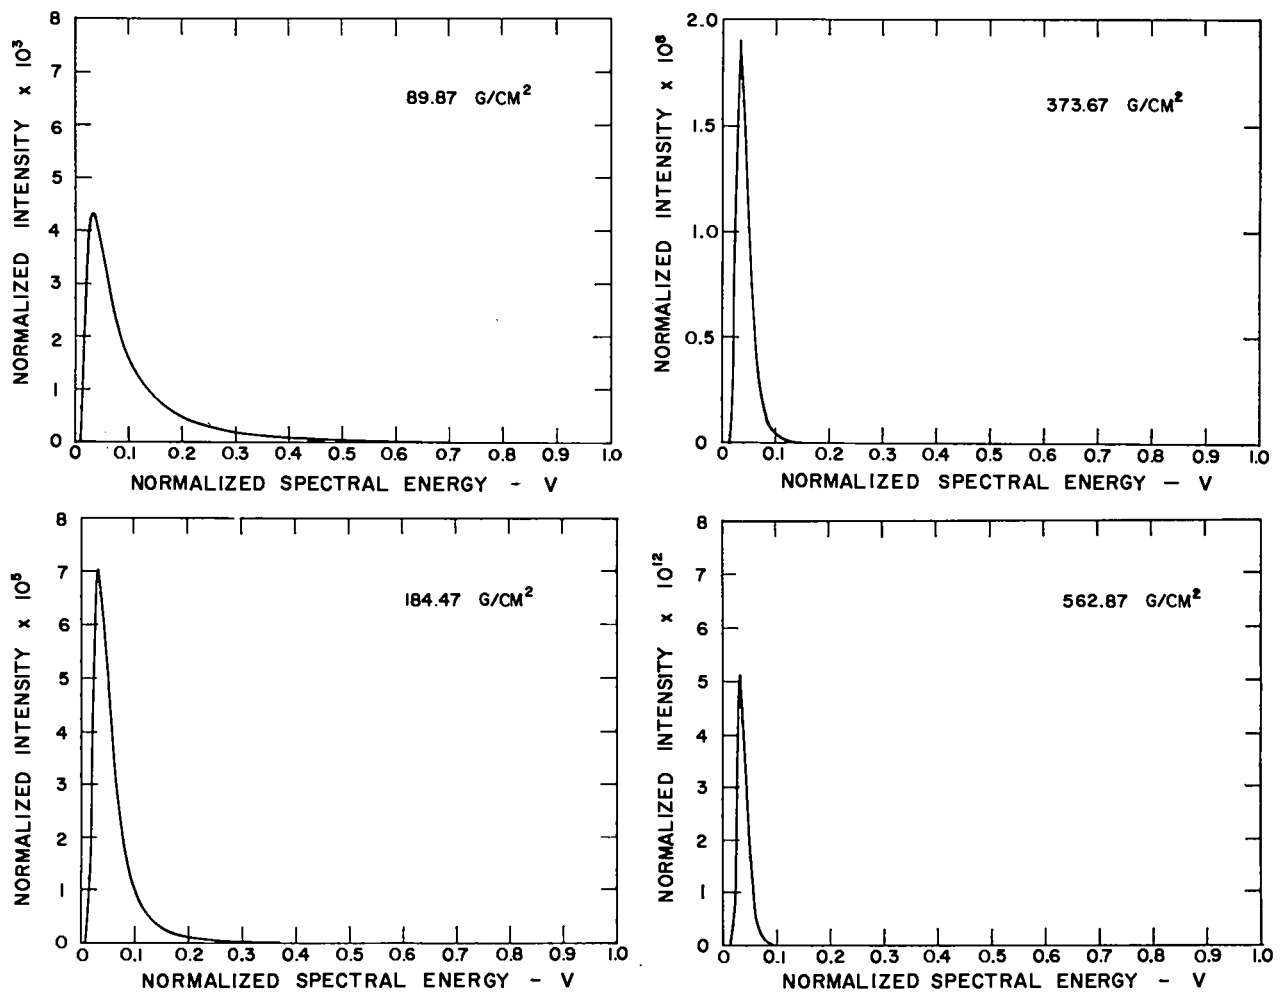 NORMALIZED INTENSITY x 10³
8
7
6
5
4
3
2
1
0
89.87 G/CM²
0 0.1 0.2 0.3 0.4 0.5 0.6 0.7 0.8 0.9 1.0
NORMALIZED SPECTRAL ENERGY - V
NORMALIZED INTENSITY x 10⁸
2.0
1.5
1.0
0.5
0
373.67 G/CM²
0 0.1 0.2 0.3 0.4 0.5 0.6 0.7 0.8 0.9 1.0
NORMALIZED SPECTRAL ENERGY — V
NORMALIZED INTENSITY x 10⁵
8
7
6
5
4
3
2
1
0
184.47 G/CM²
0 0.1 0.2 0.3 0.4 0.5 0.6 0.7 0.8 0.9 1.0
NORMALIZED SPECTRAL ENERGY - V
NORMALIZED INTENSITY x 10¹²
8
7
6
5
4
3
2
1
0
562.87 G/CM²
0 0.1 0.2 0.3 0.4 0.5 0.6 0.7 0.8 0.9 1.0
NORMALIZED SPECTRAL ENERGY - V